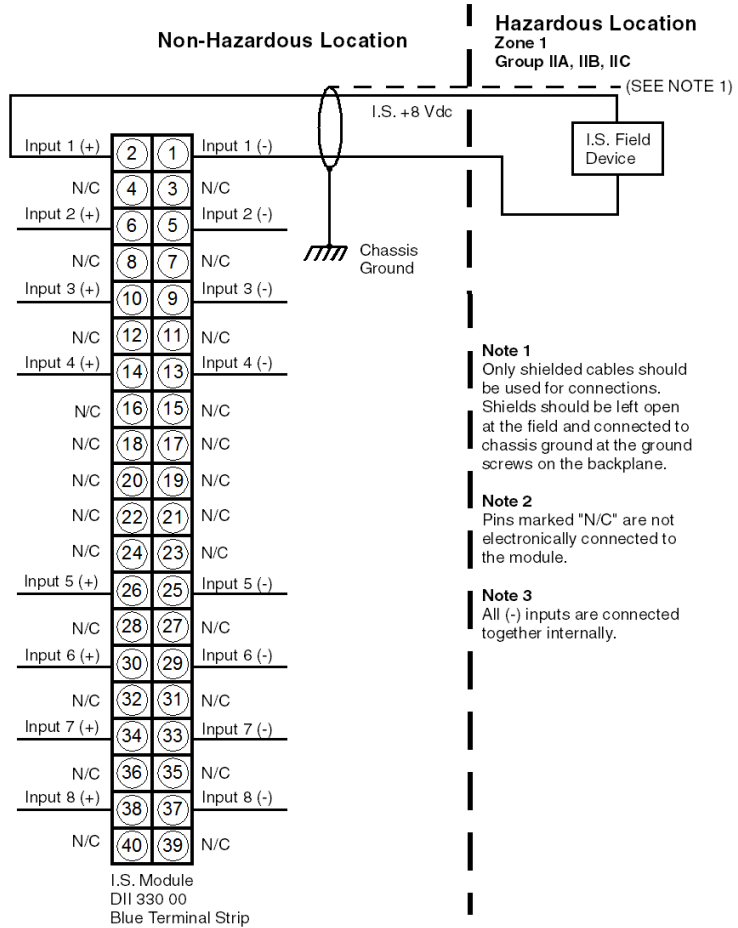 Non-Hazardous Location
Hazardous Location
Zone 1
Group IIA, IIB, IIC
(SEE NOTE 1)
I.S. +8 Vdc
I.S. Field
Device
Input 1 (+) 2 1 Input 1 (-)
N/C 4 3 N/C
Input 2 (+) 6 5 Input 2 (-)
N/C 8 7 N/C
Chassis
Ground
Input 3 (+) 10 9 Input 3 (-)
N/C 12 11 N/C
Input 4 (+) 14 13 Input 4 (-)
N/C 16 15 N/C
N/C 18 17 N/C
N/C 20 19 N/C
N/C 22 21 N/C
N/C 24 23 N/C
Input 5 (+) 26 25 Input 5 (-)
N/C 28 27 N/C
Input 6 (+) 30 29 Input 6 (-)
N/C 32 31 N/C
Input 7 (+) 34 33 Input 7 (-)
N/C 36 35 N/C
Input 8 (+) 38 37 Input 8 (-)
N/C 40 39 N/C
I.S. Module
DII 330 00
Blue Terminal Strip
Note 1
Only shielded cables should
be used for connections.
Shields should be left open
at the field and connected to
chassis ground at the ground
screws on the backplane.
Note 2
Pins marked "N/C" are not
electronically connected to
the module.
Note 3
All (-) inputs are connected
together internally.